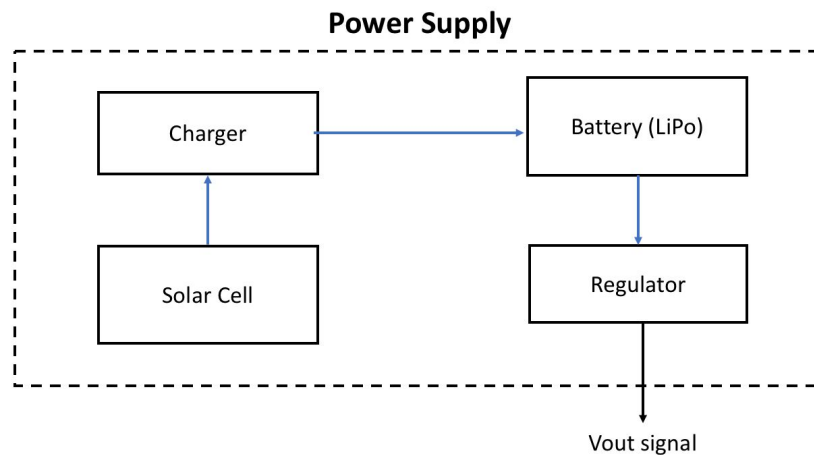 Power Supply
Charger
Battery (LiPo)
Solar Cell
Regulator
Vout signal